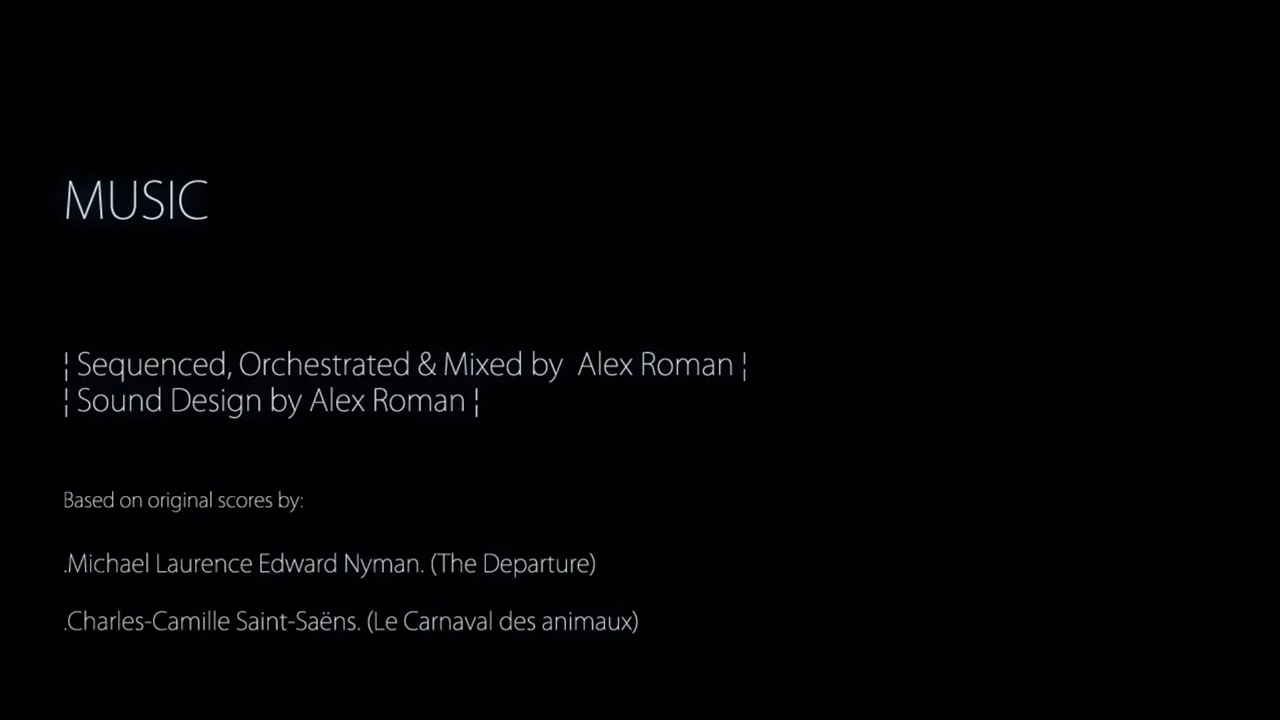 MUSIC
¦ Sequenced, Orchestrated & Mixed by  Alex Roman ¦
¦ Sound Design by Alex Roman ¦
Based on original scores by:
.Michael Laurence Edward Nyman. (The Departure)
.Charles-Camille Saint-Saëns. (Le Carnaval des animaux)